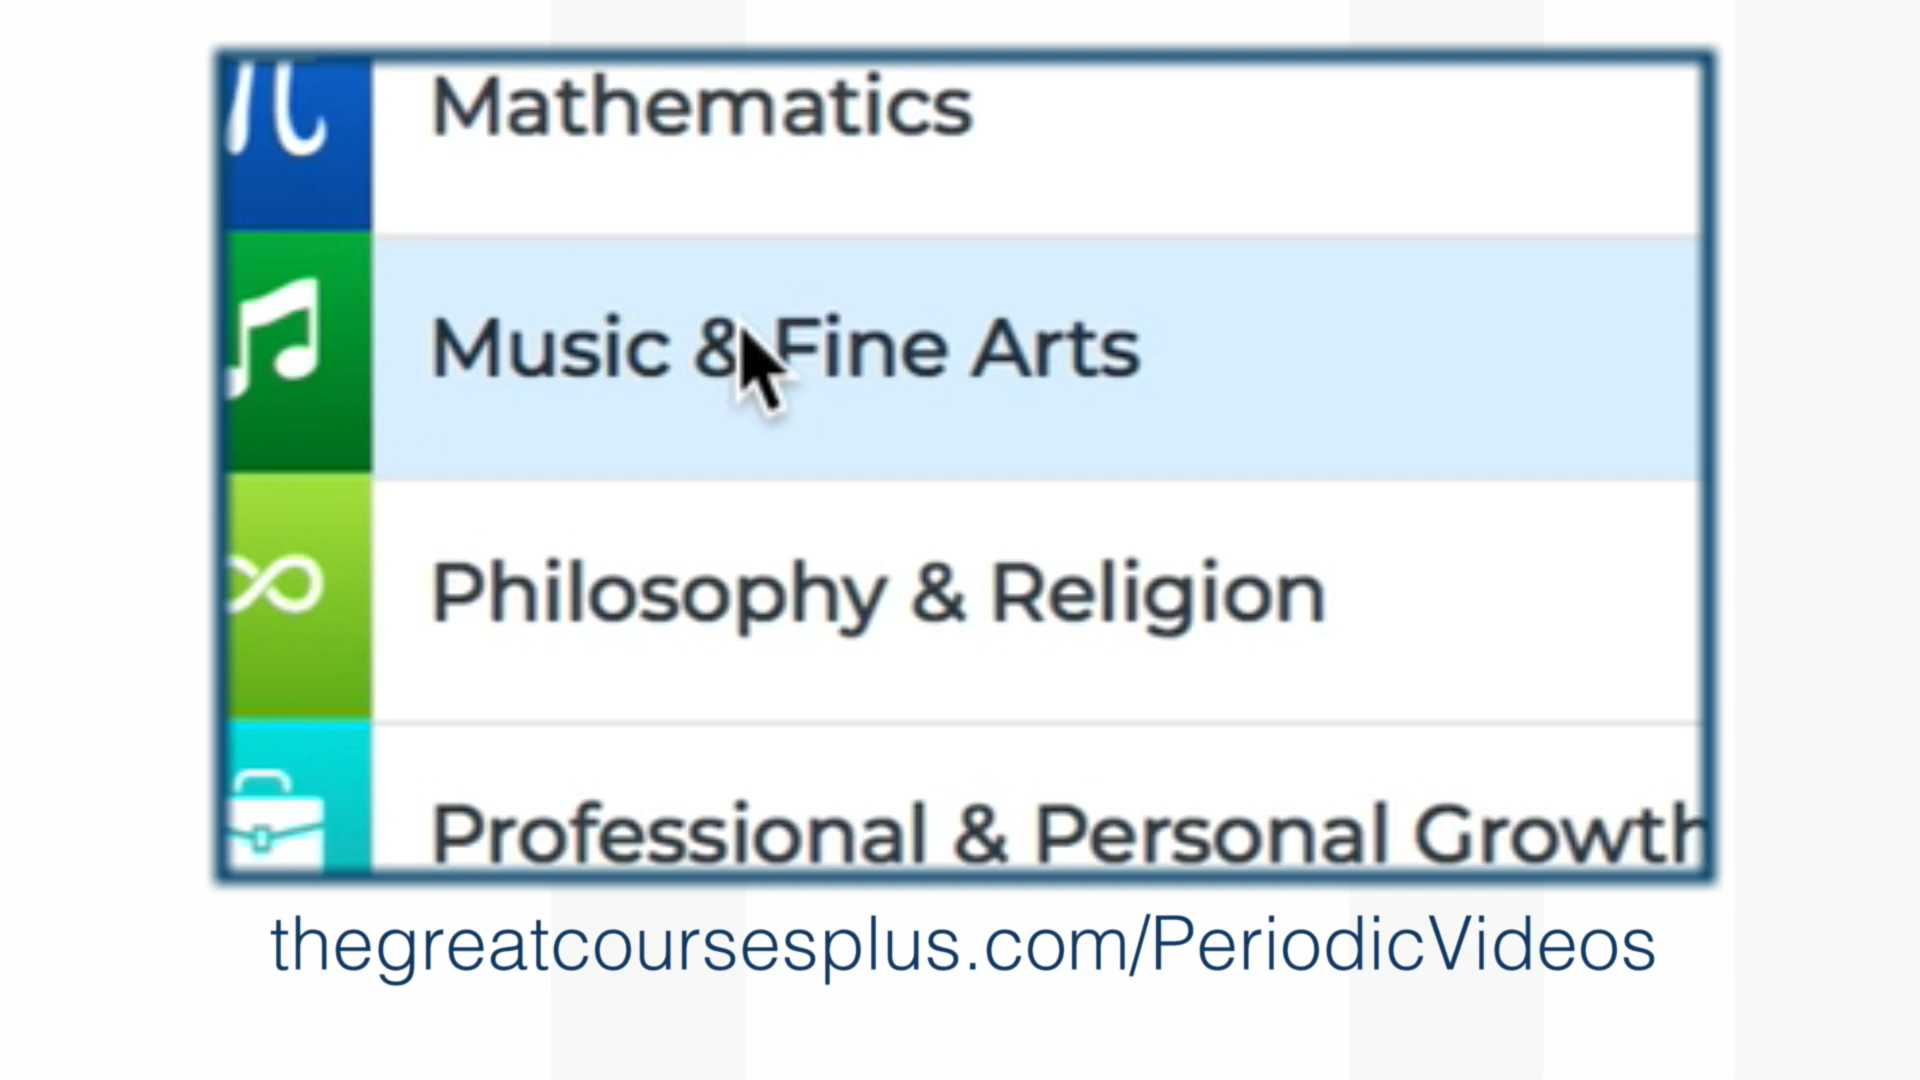 Mathematics
Music & Fine Arts
Philosophy & Religion
Professional & Personal Growth
thegreatcoursesplus.com/PeriodicVideos